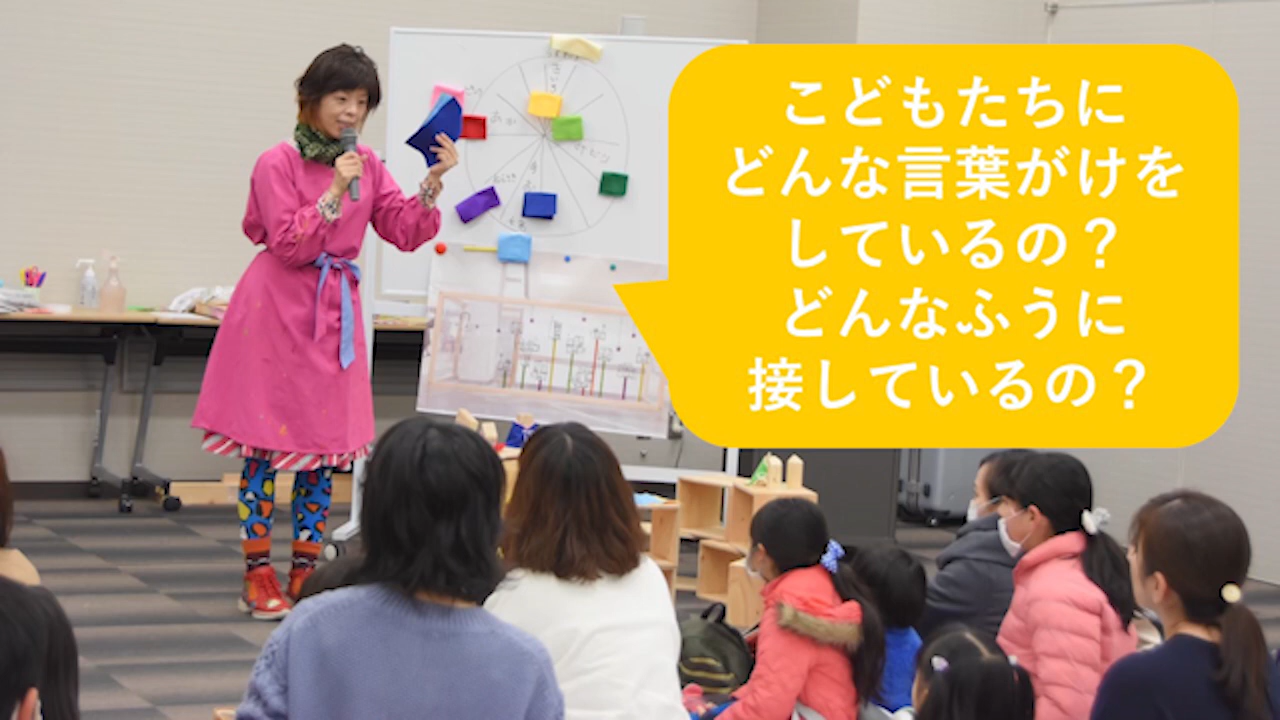 こどもたちに
どんな言葉がけを
しているの？
どんなふうに
接しているの？